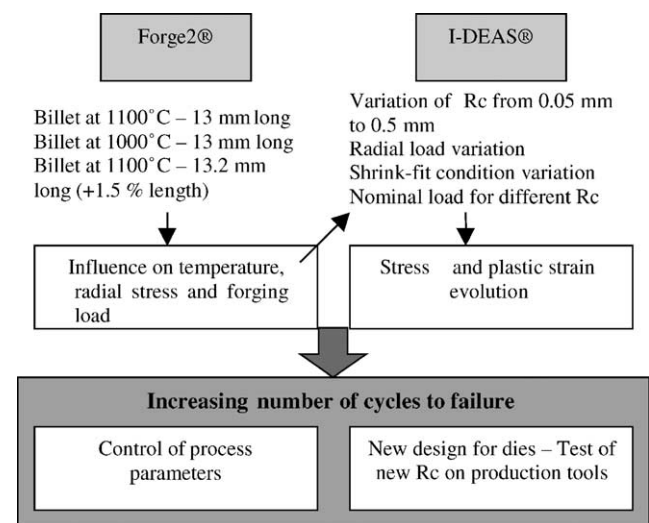 Forge2®
I-DEAS®
Billet at 1100°C – 13 mm long
Billet at 1000°C – 13 mm long
Billet at 1100°C – 13.2 mm
long (+1.5 % length)
Variation of Rc from 0.05 mm
to 0.5 mm
Radial load variation
Shrink-fit condition variation
Nominal load for different Rc
Influence on temperature,
radial stress and forging
load
Stress and plastic strain
evolution
Increasing number of cycles to failure
Control of process
parameters
New design for dies – Test of
new Rc on production tools